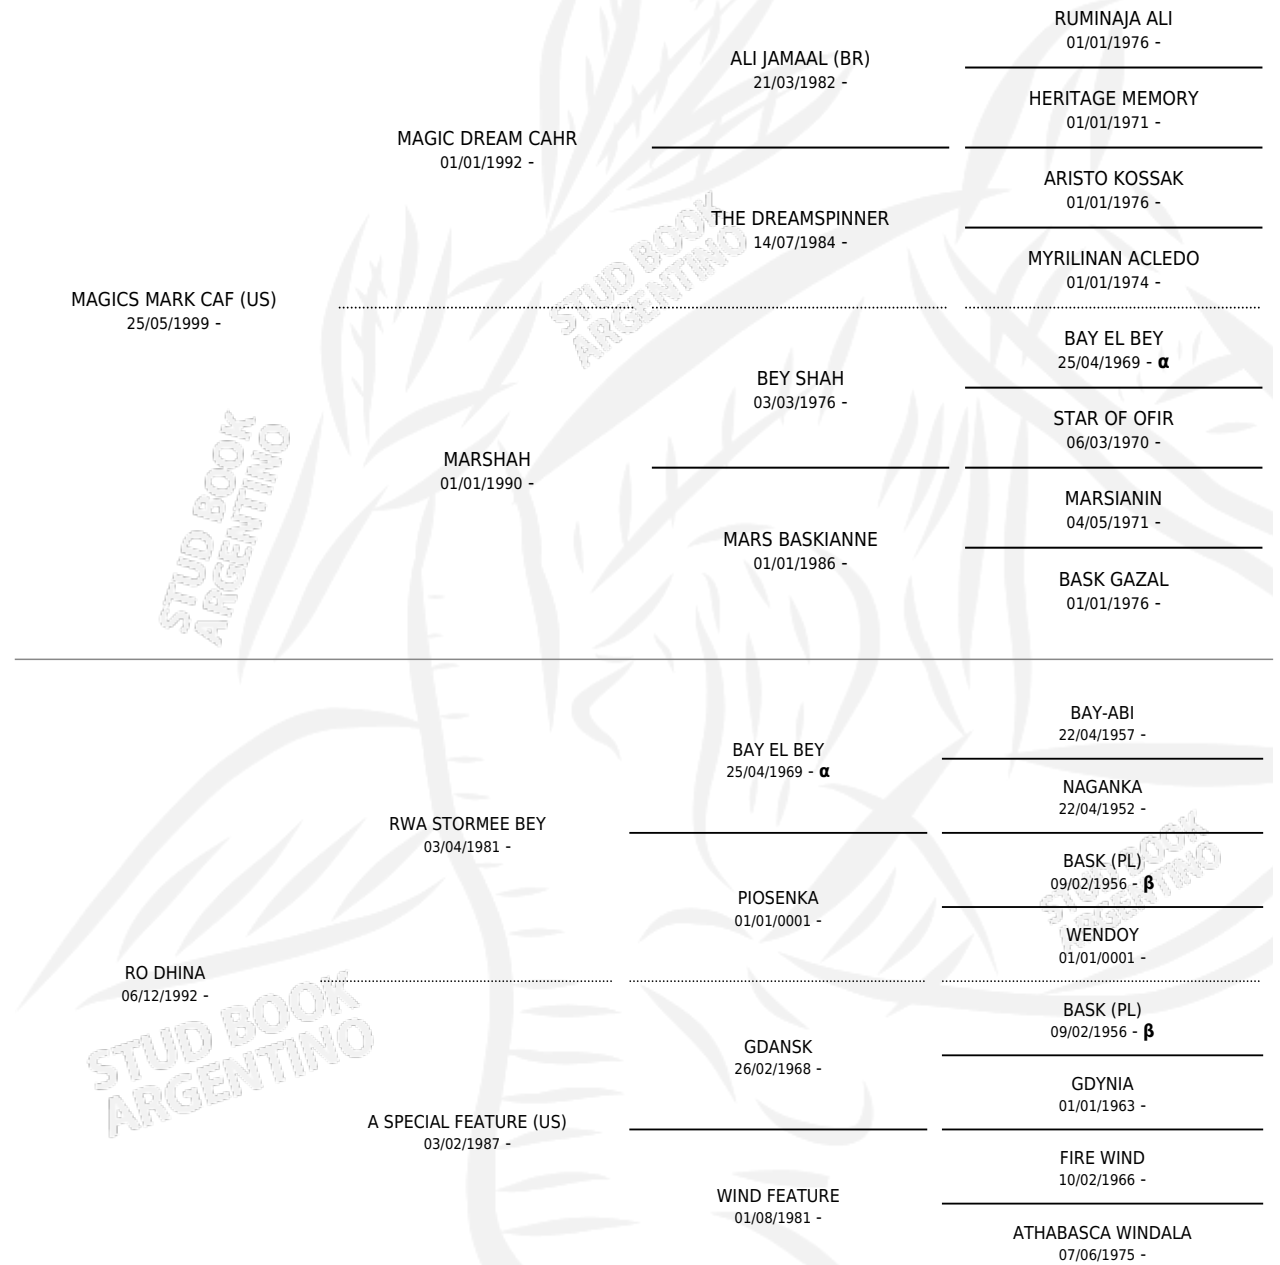 RUMINAJA ALI
01/01/1976 -
ALI JAMAAL (BR)
21/03/1982 -
HERITAGE MEMORY
01/01/1971 -
MAGIC DREAM CAHR
01/01/1992 -
ARISTO KOSSAK
01/01/1976 -
THE DREAMSPINNER
14/07/1984 -
MYRILINAN ACLEDO
01/01/1974 -
MAGICS MARK CAF (US)
25/05/1999 -
BAY EL BEY
25/04/1969 - α
BEY SHAH
03/03/1976 -
STAR OF OFIR
06/03/1970 -
MARSHAH
01/01/1990 -
MARSIANIN
04/05/1971 -
MARS BASKIANNE
01/01/1986 -
BASK GAZAL
01/01/1976 -
BAY-ABI
22/04/1957 -
BAY EL BEY
25/04/1969 - α
NAGANKA
22/04/1952 -
RWA STORMEE BEY
03/04/1981 -
BASK (PL)
09/02/1956 - β
PIOSENKA
01/01/0001 -
WENDOY
01/01/0001 -
RO DHINA
06/12/1992 -
BASK (PL)
09/02/1956 - β
GDANSK
26/02/1968 -
GDYNIA
01/01/1963 -
A SPECIAL FEATURE (US)
03/02/1987 -
FIRE WIND
10/02/1966 -
WIND FEATURE
01/08/1981 -
ATHABASCA WINDALA
07/06/1975 -
STUD BOOK
ARGENTINO
STUD BOOK
ARGENTINO
STUD BOOK
ARGENTINO
STUD BOOK
ARGENTINO